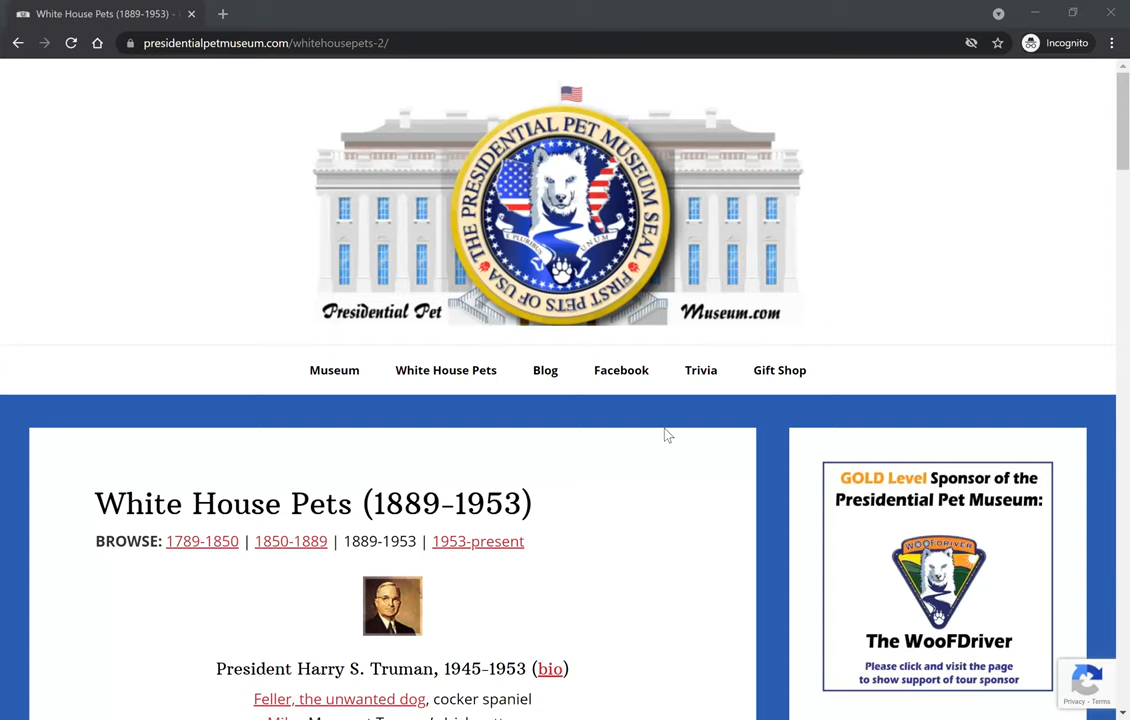 White House Pets (1889-1953) -
presidentialpetmuseum.com/whitehousepets-2/
Incognito
THE PRESIDENTIAL PET MUSEUM SEAL
FIRST PETS OF USA
E PLURIBUS UNUM
Presidential Pet Museum.com
Museum White House Pets Blog Facebook Trivia Gift Shop
White House Pets (1889-1953)
BROWSE: 1789-1850 | 1850-1889 | 1889-1953 | 1953-present
President Harry S. Truman, 1945-1953 (bio)
Feller, the unwanted dog, cocker spaniel
GOLD Level Sponsor of the
Presidential Pet Museum:
WOOFDRIVER
The WooFDriver
Please click and visit the page
to show support of tour sponsor
Privacy - Terms